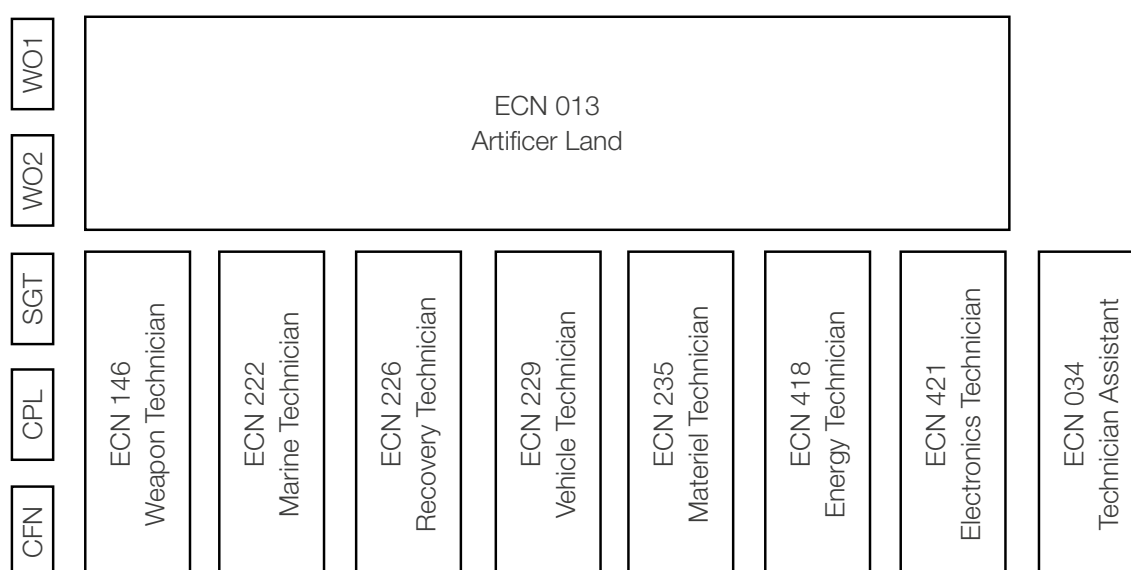 WO1
ECN 013
Artificer Land
WO2
SGT
CPL
CFN
ECN 146
Weapon Technician
ECN 222
Marine Technician
ECN 226
Recovery Technician
ECN 229
Vehicle Technician
ECN 235
Materiel Technician
ECN 418
Energy Technician
ECN 421
Electronics Technician
ECN 034
Technician Assistant